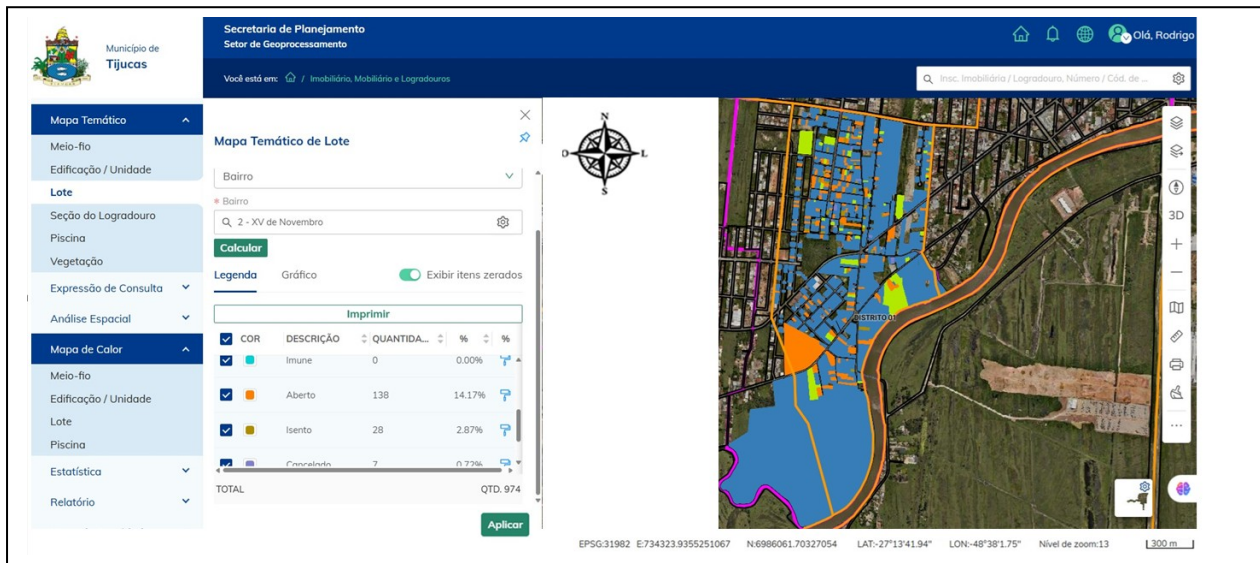 Município de
Tijucas
Secretaria de Planejamento
Setor de Geoprocessamento
Olá, Rodrigo
Você está em: / Imobiliário, Mobiliário e Logradouros
Insc. Imobiliária / Logradouro, Número / Cód. de ...
Mapa Temático
Meio-fio
Edificação / Unidade
Lote
Seção do Logradouro
Piscina
Vegetação
Expressão de Consulta
Análise Espacial
Mapa de Calor
Meio-fio
Edificação / Unidade
Lote
Piscina
Estatística
Relatório
Mapa Temático de Lote
Bairro
* Bairro
2 - XV de Novembro
Calcular
Legenda Gráfico Exibir itens zerados
Imprimir
COR DESCRIÇÃO QUANTIDA... % %
Imune 0 0.00%
Aberto 138 14.17%
Isento 28 2.87%
Cancelado 7 0.72%
TOTAL QTD. 974
Aplicar
N
O L
S
DISTRITO 01
3D
EPSG:31982 E:734323.9355251067 N:6986061.70327054 LAT:-27°13'41.94" LON:-48°38'1.75" Nível de zoom:13 300 m